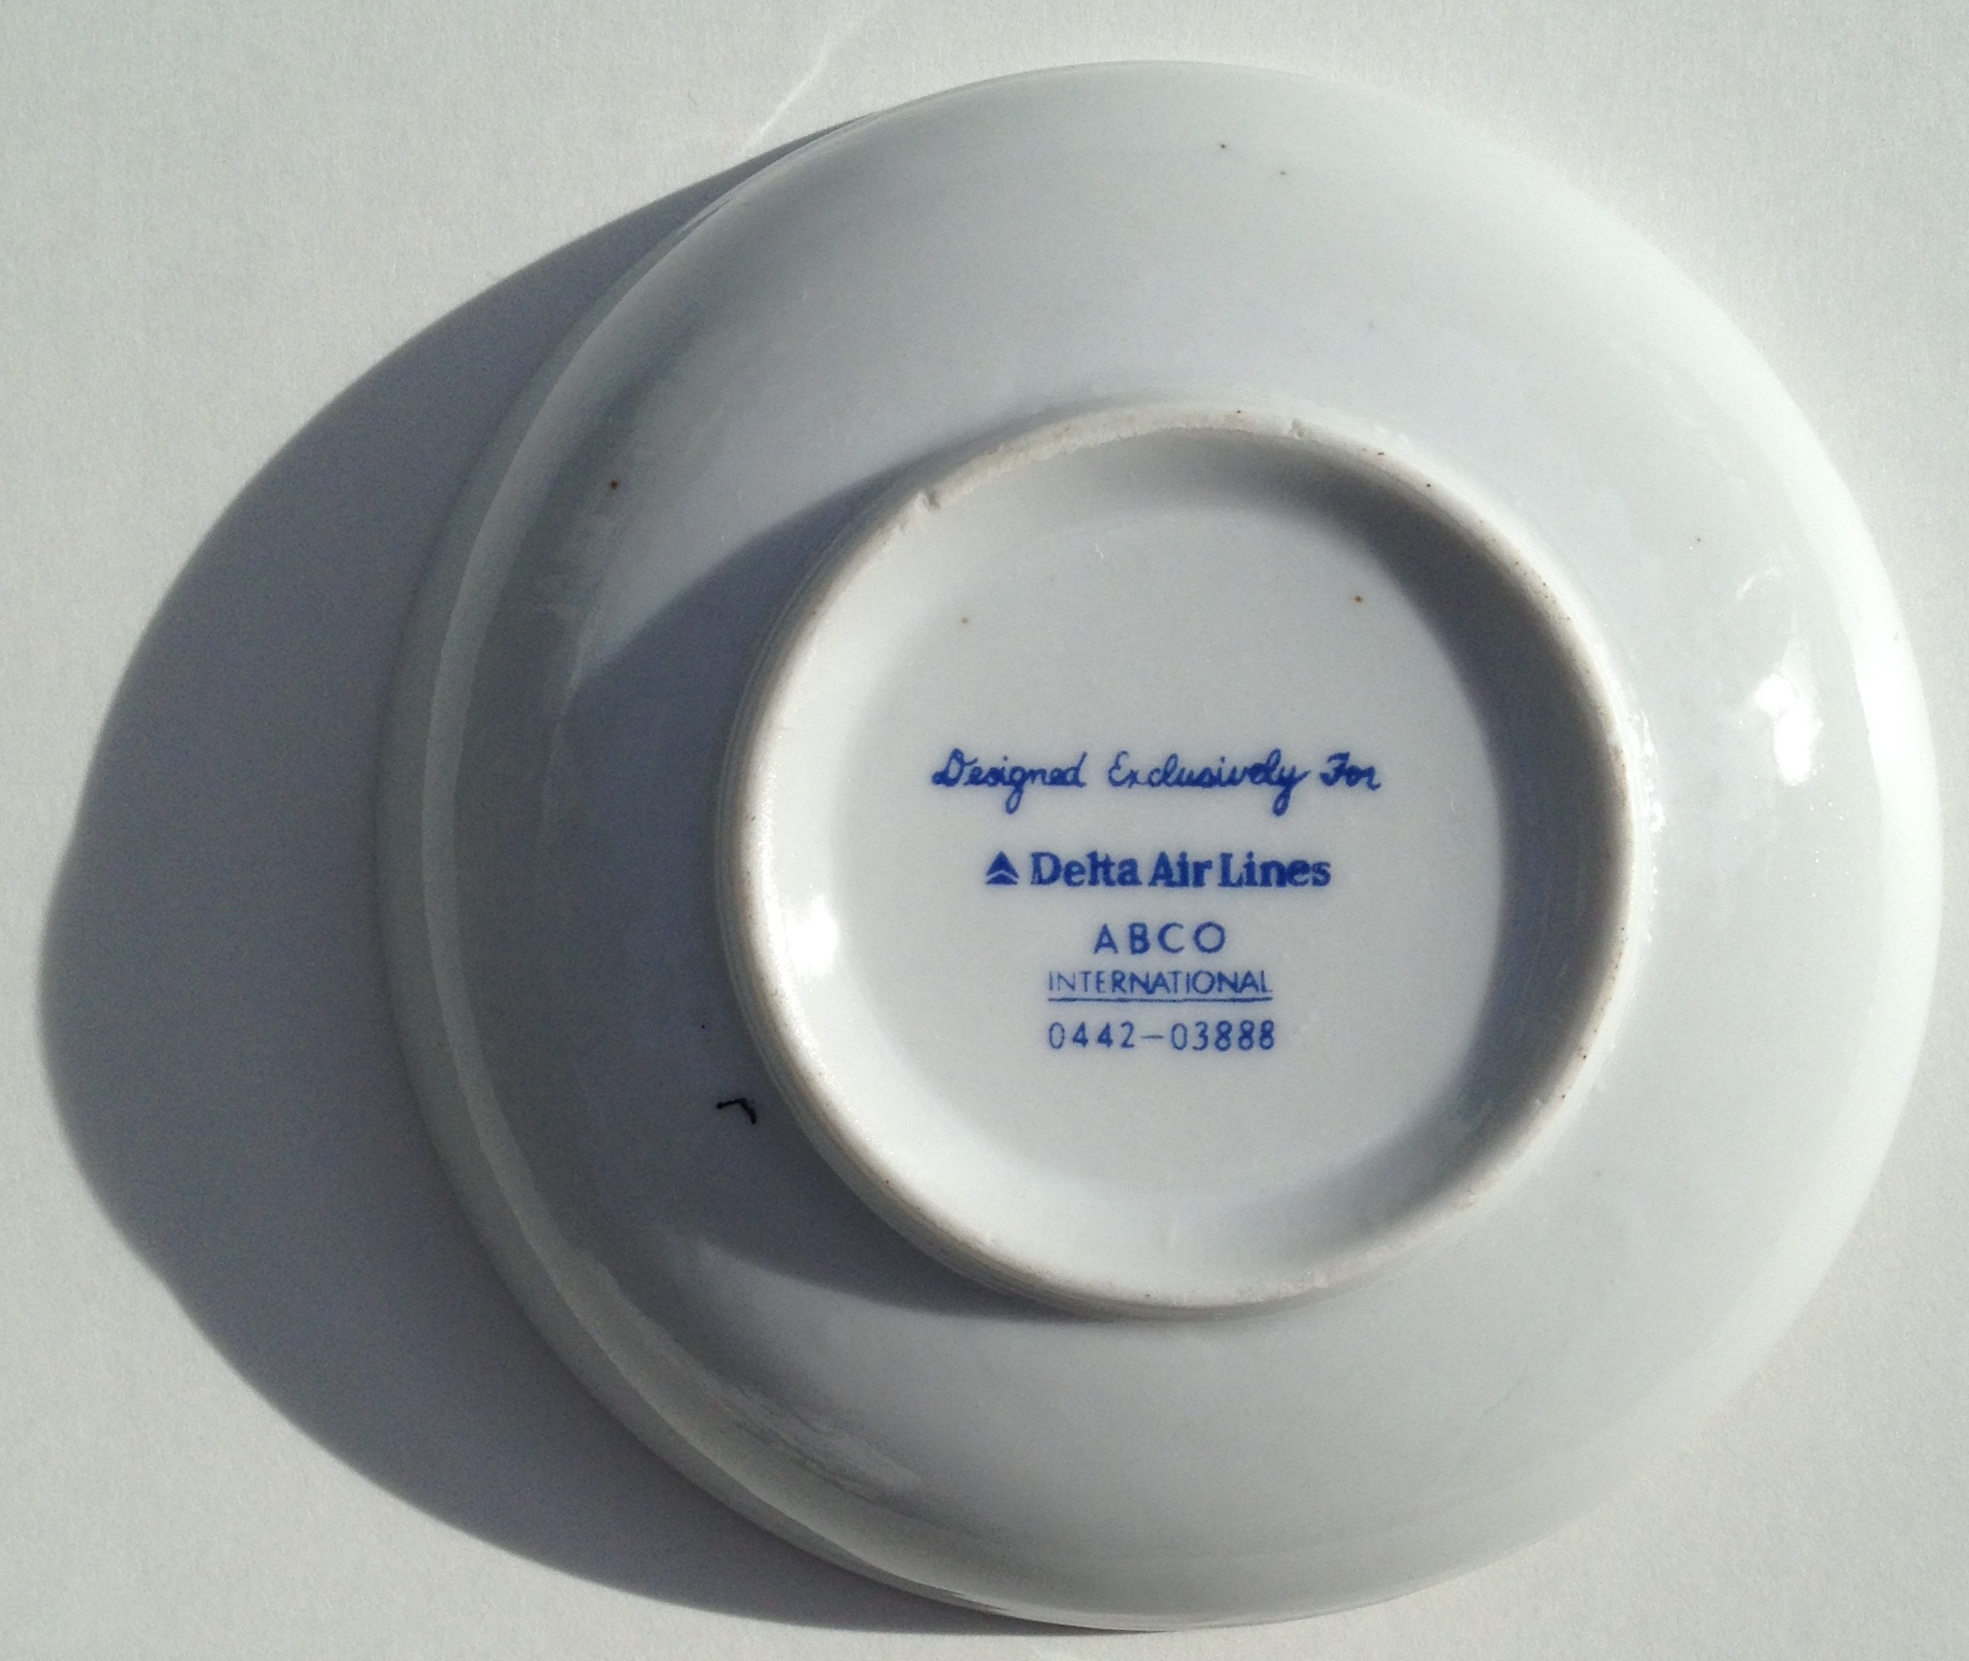 Designed Exclusively For
Delta Air Lines
ABCO
INTERNATIONAL
0442-03888